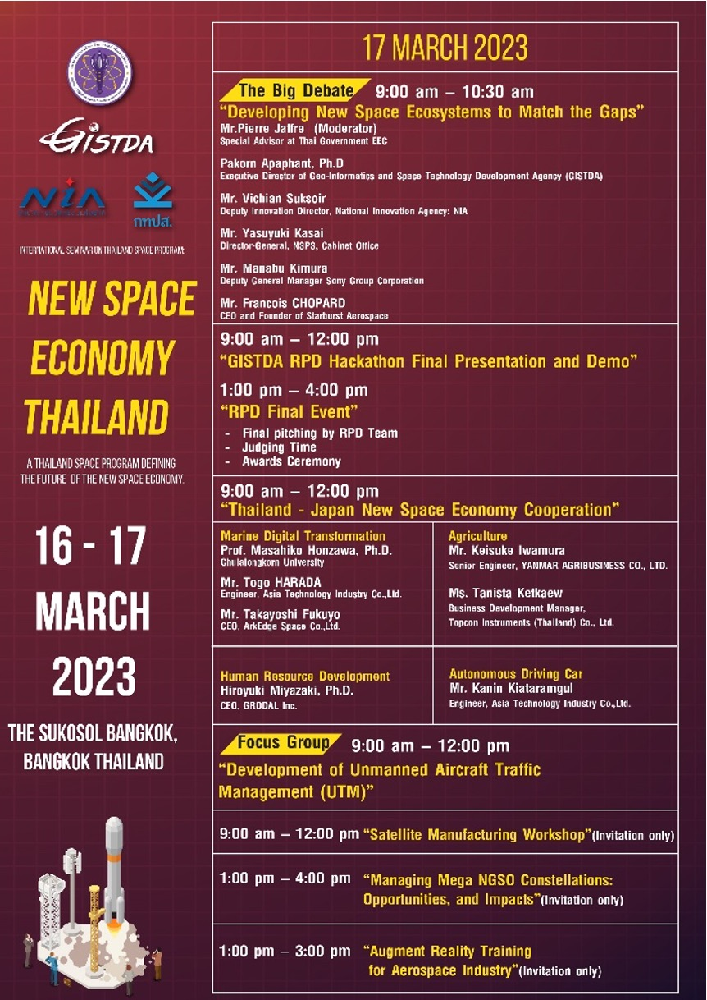 GISTDA
NIA
กทปส.
INTERNATIONAL SEMINAR ON THAILAND SPACE PROGRAM:
NEW SPACE
ECONOMY
THAILAND
A THAILAND SPACE PROGRAM DEFINING
THE FUTURE OF THE NEW SPACE ECONOMY.
16 - 17
MARCH
2023
THE SUKOSOL BANGKOK,
BANGKOK THAILAND
17 MARCH 2023
The Big Debate 9:00 am – 10:30 am
“Developing New Space Ecosystems to Match the Gaps”
Mr.Pierre Jaffre (Moderator)
Special Advisor at Thai Government EEC
Pakorn Apaphant, Ph.D
Executive Director of Geo-Informatics and Space Technology Development Agency (GISTDA)
Mr. Vichian Suksoir
Deputy Innovation Director, National Innovation Agency: NIA
Mr. Yasuyuki Kasai
Director-General, NSPS, Cabinet Office
Mr. Manabu Kimura
Deputy General Manager Sony Group Corporation
Mr. Francois CHOPARD
CEO and Founder of Starburst Aerospace
9:00 am – 12:00 pm
“GISTDA RPD Hackathon Final Presentation and Demo”
1:00 pm – 4:00 pm
“RPD Final Event”
- Final pitching by RPD Team
- Judging Time
- Awards Ceremony
9:00 am – 12:00 pm
“Thailand - Japan New Space Economy Cooperation”
Marine Digital Transformation
Prof. Masahiko Honzawa, Ph.D.
Chulalongkorn University
Mr. Togo HARADA
Engineer, Asia Technology Industry Co.,Ltd.
Mr. Takayoshi Fukuyo
CEO, ArkEdge Space Co.,Ltd.
Agriculture
Mr. Keisuke Iwamura
Senior Engineer, YANMAR AGRIBUSINESS CO., LTD.
Ms. Tanista Ketkaew
Business Development Manager,
Topcon Instruments (Thailand) Co., Ltd.
Human Resource Development
Hiroyuki Miyazaki, Ph.D.
CEO, GRODAL Inc.
Autonomous Driving Car
Mr. Kanin Kiataramgul
Engineer, Asia Technology Industry Co.,Ltd.
Focus Group 9:00 am – 12:00 pm
“Development of Unmanned Aircraft Traffic
Management (UTM)”
9:00 am – 12:00 pm “Satellite Manufacturing Workshop”(Invitation only)
1:00 pm – 4:00 pm “Managing Mega NGSO Constellations:
Opportunities, and Impacts”(Invitation only)
1:00 pm – 3:00 pm “Augment Reality Training
for Aerospace Industry”(Invitation only)